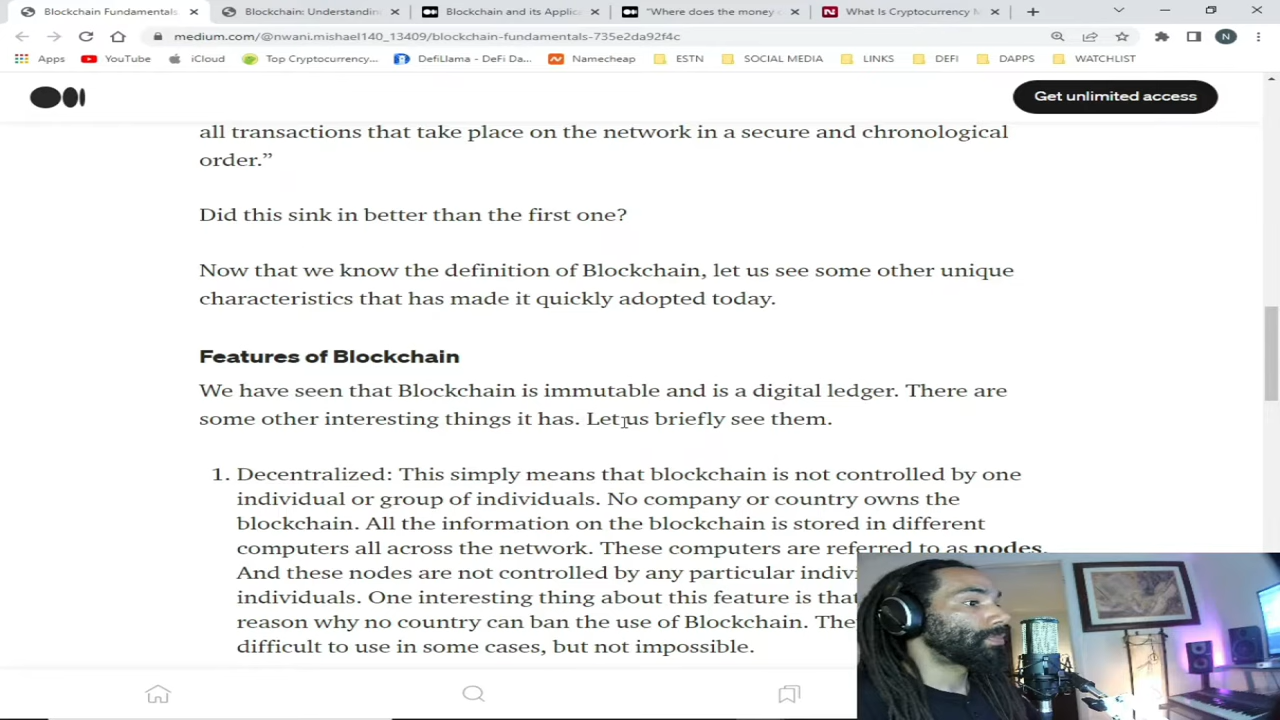 Blockchain Fundamentals.
Blockchain: Understandin
Blockchain and its Applic
"Where does the money
What Is Cryptocurrency
medium.com/@nwani.mishael140_13409/blockchain-fundamentals-735e2da92f4c
N
Apps
YouTube
iCloud
Top Cryptocurrency...
DefiLlama - DeFi Da...
Namecheap
ESTN
SOCIAL MEDIA
LINKS
DEFI
DAPPS
WATCHLIST
Get unlimited access
all transactions that take place on the network in a secure and chronological
order.”
Did this sink in better than the first one?
Now that we know the definition of Blockchain, let us see some other unique
characteristics that has made it quickly adopted today.
Features of Blockchain
We have seen that Blockchain is immutable and is a digital ledger. There are
some other interesting things it has. Let us briefly see them.
1. Decentralized: This simply means that blockchain is not controlled by one
individual or group of individuals. No company or country owns the
blockchain. All the information on the blockchain is stored in different
computers all across the network. These computers are referred to as nodes.
And these nodes are not controlled by any particular indiv
individuals. One interesting thing about this feature is that
reason why no country can ban the use of Blockchain. The
difficult to use in some cases, but not impossible.